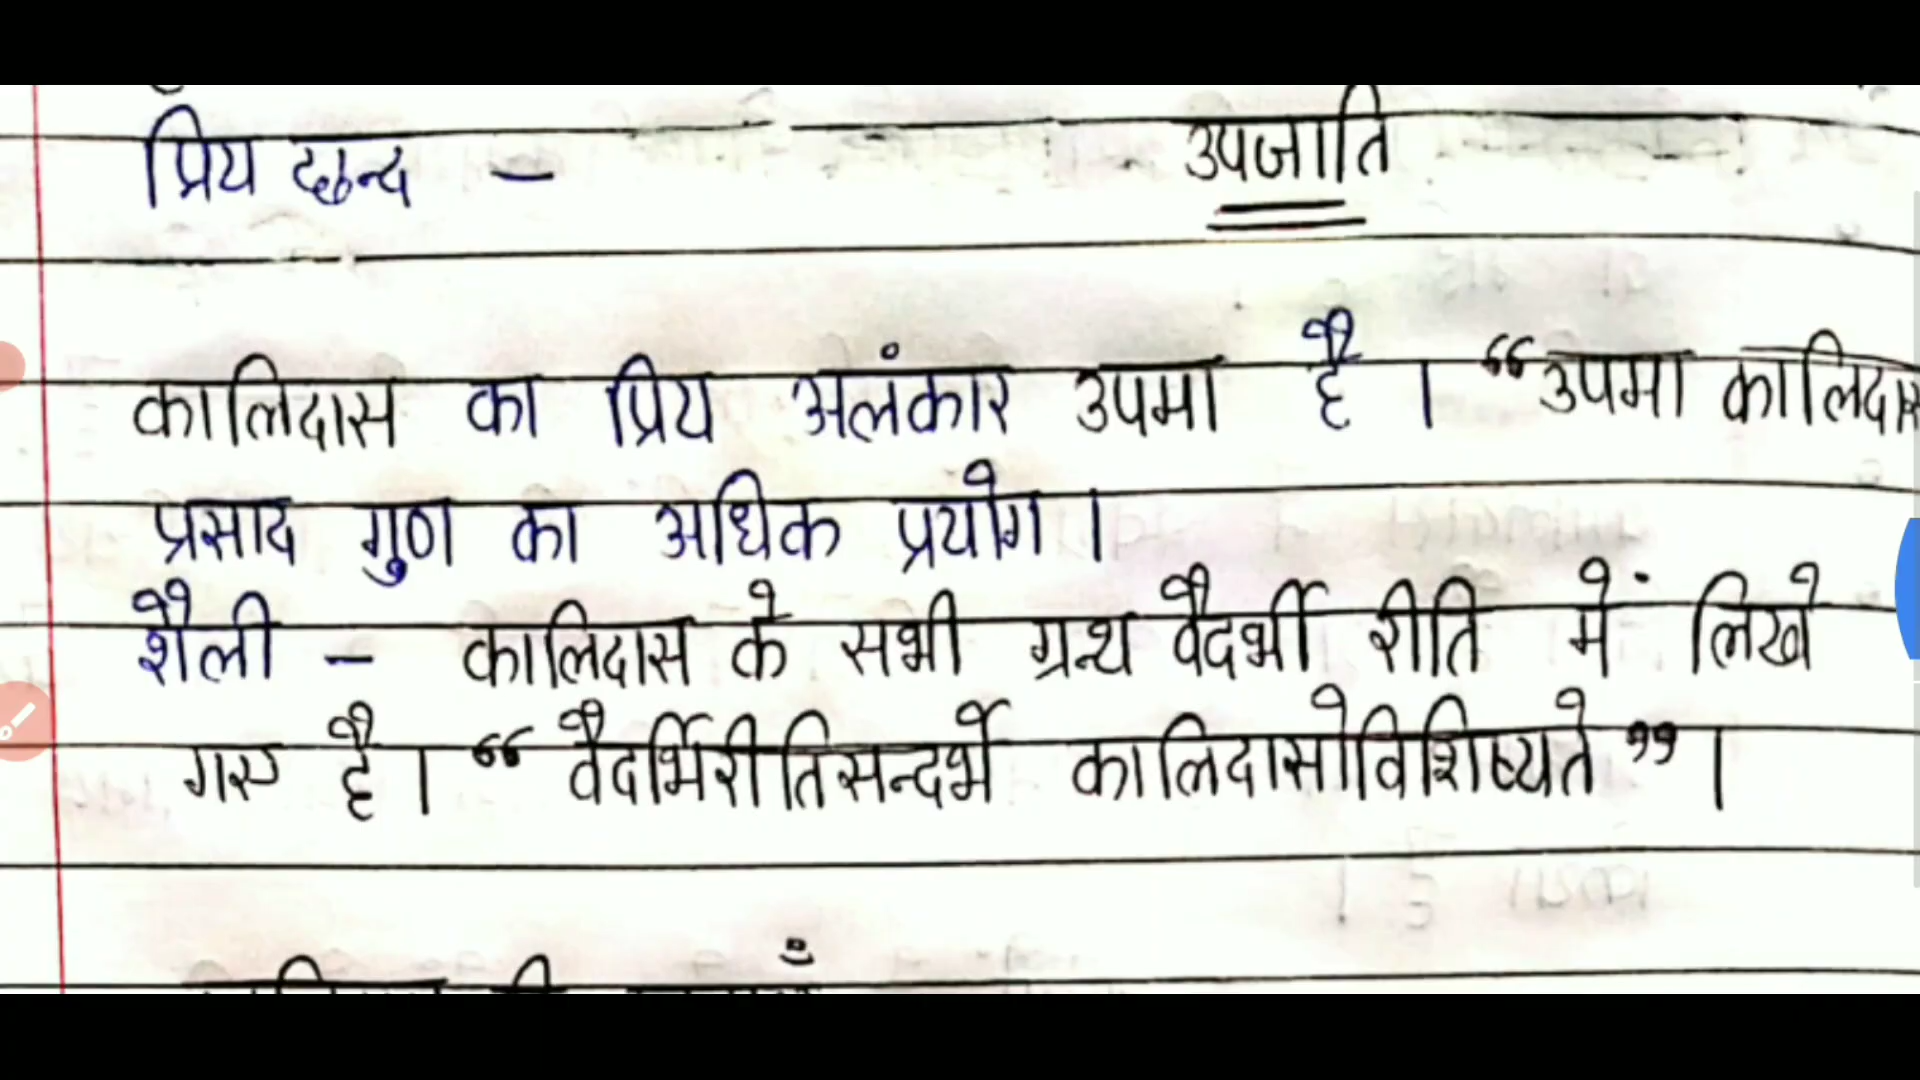 प्रिय छन्द – उपजाति
कालिदास का प्रिय अलंकार उपमा है । “उपमा कालिदास
प्रसाद गुण का अधिक प्रयोग ।
शैली – कालिदास के सभी ग्रन्थ वैदर्भी रीति में लिखे
गए है । “वैदर्भिरीतिसन्दर्भे कालिदासोविशिष्यते” ।